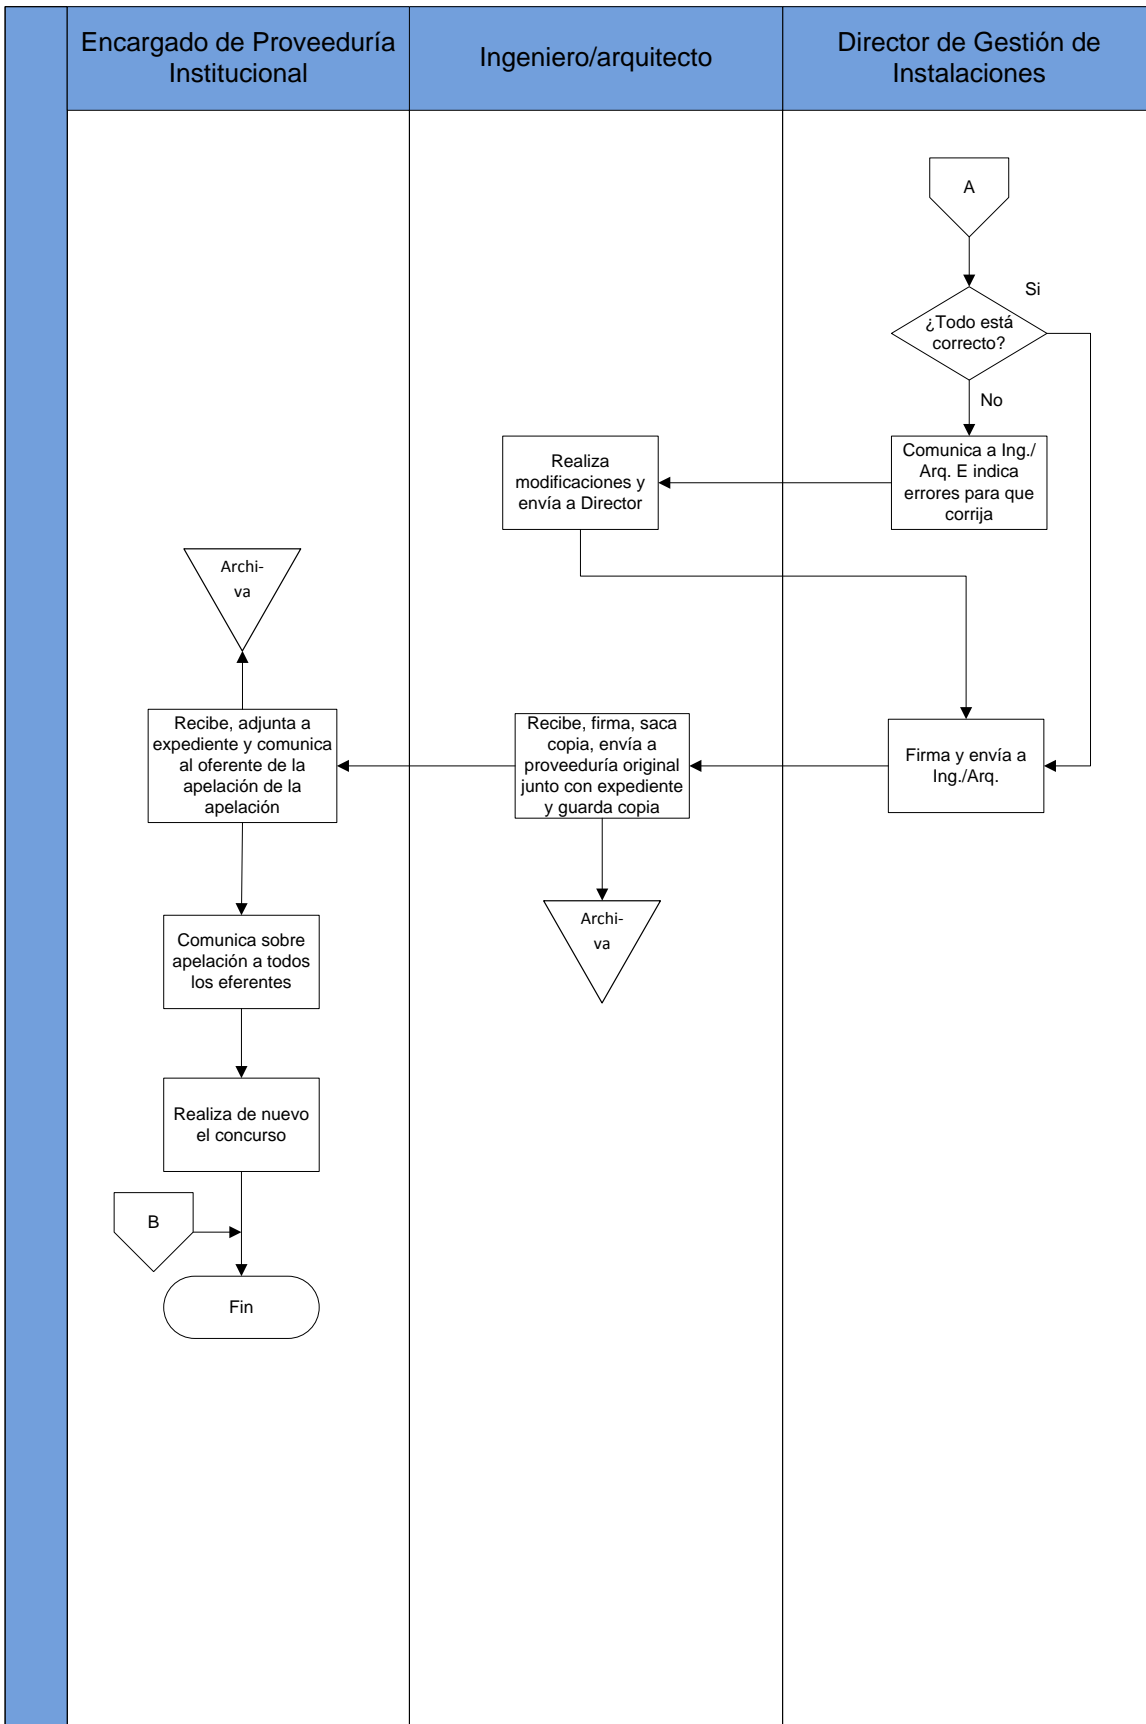 Encargado de Proveeduría
Institucional
Ingeniero/arquitecto
Director de Gestión de
Instalaciones
A
Si
¿Todo está
correcto?
No
Comunica a Ing./
Arq. E indica
errores para que
corrija
Realiza
modificaciones y
envía a Director
Archi-
va
Recibe, adjunta a
expediente y comunica
al oferente de la
apelación de la
apelación
Recibe, firma, saca
copia, envía a
proveeduría original
junto con expediente
y guarda copia
Firma y envía a
Ing./Arq.
Archi-
va
Comunica sobre
apelación a todos
los eferentes
Realiza de nuevo
el concurso
B
Fin